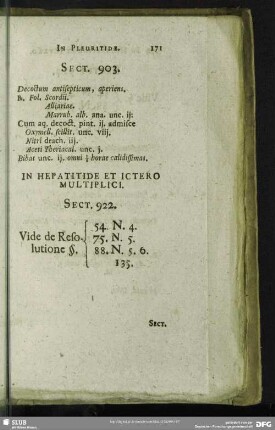 IN PLEURITIDE. 171
SECT. 903.
Decoctum antisepticum, aperiens.
℞. Fol. Scordii.
Alliariae.
Marrub. alb. ana. unc. ij.
Cum aq. decoct. pint. ij. admisce
Oxymell. scillit. unc. viij.
Nitri drach. iij.
Aceti Theriacal. unc. j.
Bibat unc. ij. omni ½ horae calidissimas.
IN HEPATITIDE ET ICTERO
MULTIPLICI.
SECT. 922.
54. N. 4.
Vide de Reso- 75. N. 5.
lutione §. 88. N. 5. 6.
135.
SECT.
SLUB
DFG